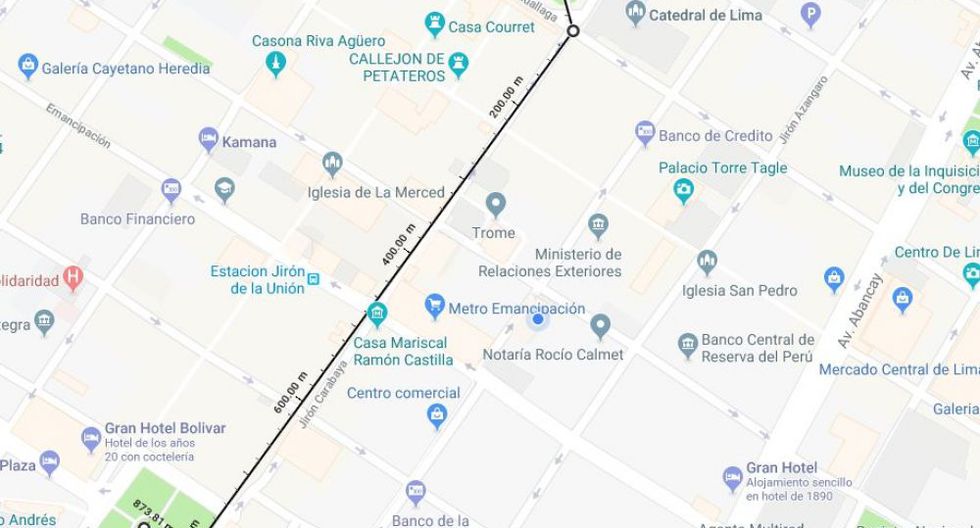 Huallaga
Catedral de Lima
P
Casa Courret
Casona Riva Agüero
CALLEJON DE
PETATEROS
Av. A
Galería Cayetano Heredia
200.00 m
Emancipación
Jirón Azangaro
Kamana
Banco de Credito
Palacio Torre Tagle
Museo de la Inquisici
y del Congre
Iglesia de La Merced
Banco Financiero
Trome
400.00 m
Ministerio de
Relaciones Exteriores
Centro De Li
Estacion Jirón
de la Unión
olidaridad
H
Iglesia San Pedro
Av. Abancay
Metro Emancipación
tegra
Casa Mariscal
Ramón Castilla
Notaría Rocío Calmet
Banco Central de
Reserva del Perú
Mercado Central de Lima
600.00 m
Jirón Carabaya
Centro comercial
Galeria
Gran Hotel Bolivar
Hotel de los años
20 con coctelería
Plaza
Gran Hotel
Alojamiento sencillo
en hotel de 1890
873.81 m
m
o Andrés
Banco de la
Agente Multired